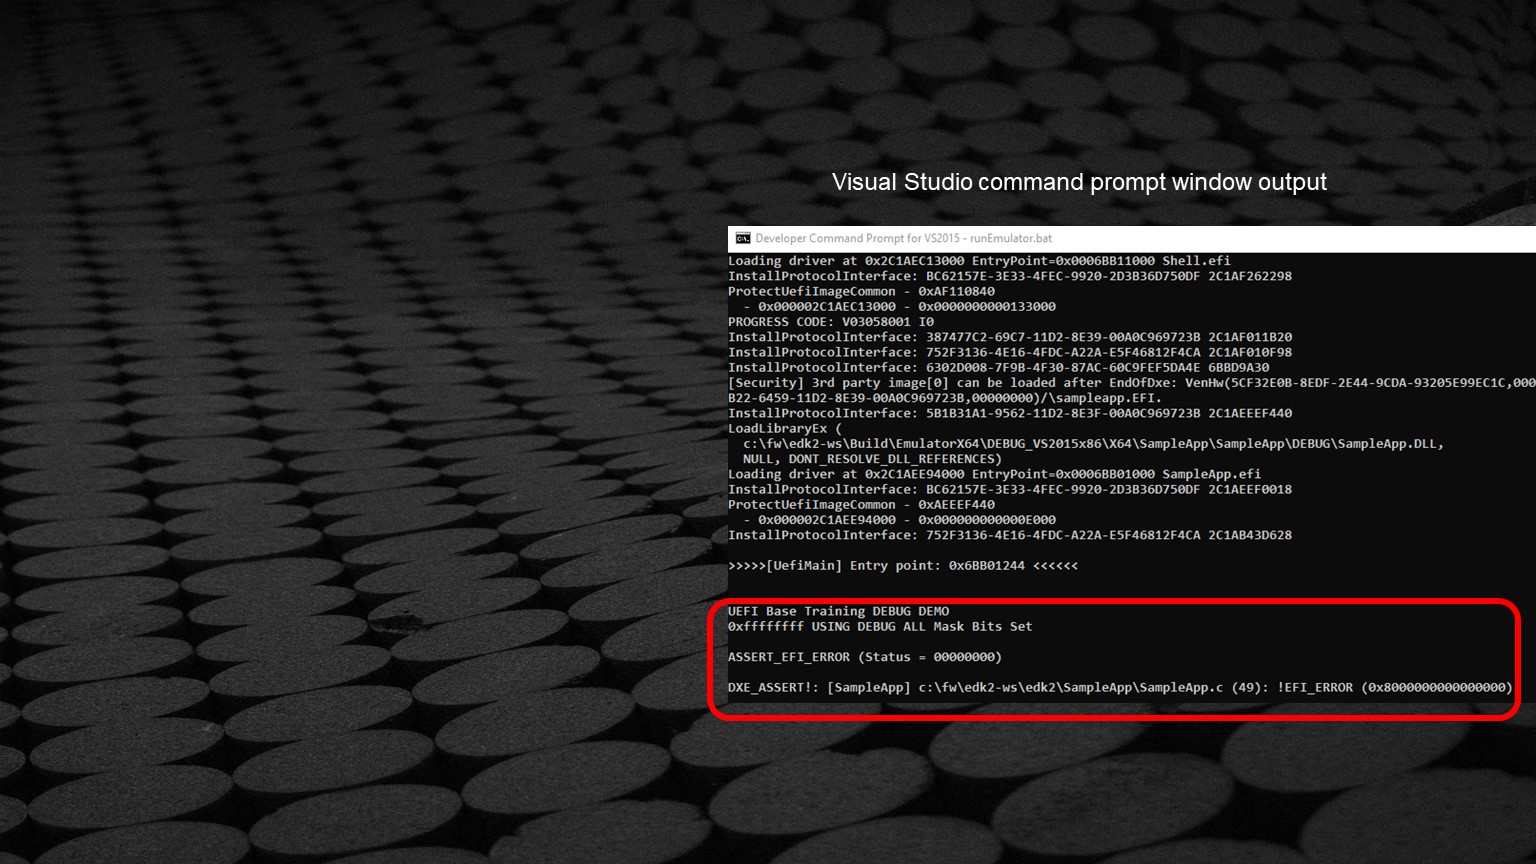 Visual Studio command prompt window output
Developer Command Prompt for VS2015 - runEmulator.bat
Loading driver at 0x2C1AEC13000 EntryPoint=0x0006BB11000 Shell.efi
InstallProtocolInterface: BC62157E-3E33-4FEC-9920-2D3B36D750DF 2C1AF262298
ProtectUefiImageCommon - 0xAF110840
- 0x000002C1AEC13000 - 0x0000000000133000
PROGRESS CODE: V03058001 I0
InstallProtocolInterface: 387477C2-69C7-11D2-8E39-00A0C969723B 2C1AF011B20
InstallProtocolInterface: 752F3136-4E16-4FDC-A22A-E5F46812F4CA 2C1AF010F98
InstallProtocolInterface: 6302D008-7F9B-4F30-87AC-60C9FEF5DA4E 6BBD9A30
[Security] 3rd party image[0] can be loaded after EndOfDxe: VenHw(5CF32E0B-8EDF-2E44-9CDA-93205E99EC1C,000
B22-6459-11D2-8E39-00A0C969723B,00000000)/\sampleapp.EFI.
InstallProtocolInterface: 5B1B31A1-9562-11D2-8E3F-00A0C969723B 2C1AEEEF440
LoadLibraryEx (
c:\fw\edk2-ws\Build\EmulatorX64\DEBUG_VS2015x86\X64\SampleApp\SampleApp\DEBUG\SampleApp.DLL,
NULL, DONT_RESOLVE_DLL_REFERENCES)
Loading driver at 0x2C1AEE94000 EntryPoint=0x0006BB01000 SampleApp.efi
InstallProtocolInterface: BC62157E-3E33-4FEC-9920-2D3B36D750DF 2C1AEEF0018
ProtectUefiImageCommon - 0xAEEEF440
- 0x000002C1AEE94000 - 0x000000000000E000
InstallProtocolInterface: 752F3136-4E16-4FDC-A22A-E5F46812F4CA 2C1AB43D628
>>>>>[UefiMain] Entry point: 0x6BB01244 <<<<<<
UEFI Base Training DEBUG DEMO
0xffffffff USING DEBUG ALL Mask Bits Set
ASSERT_EFI_ERROR (Status = 00000000)
DXE_ASSERT!: [SampleApp] c:\fw\edk2-ws\edk2\SampleApp\SampleApp.c (49): !EFI_ERROR (0x8000000000000000)